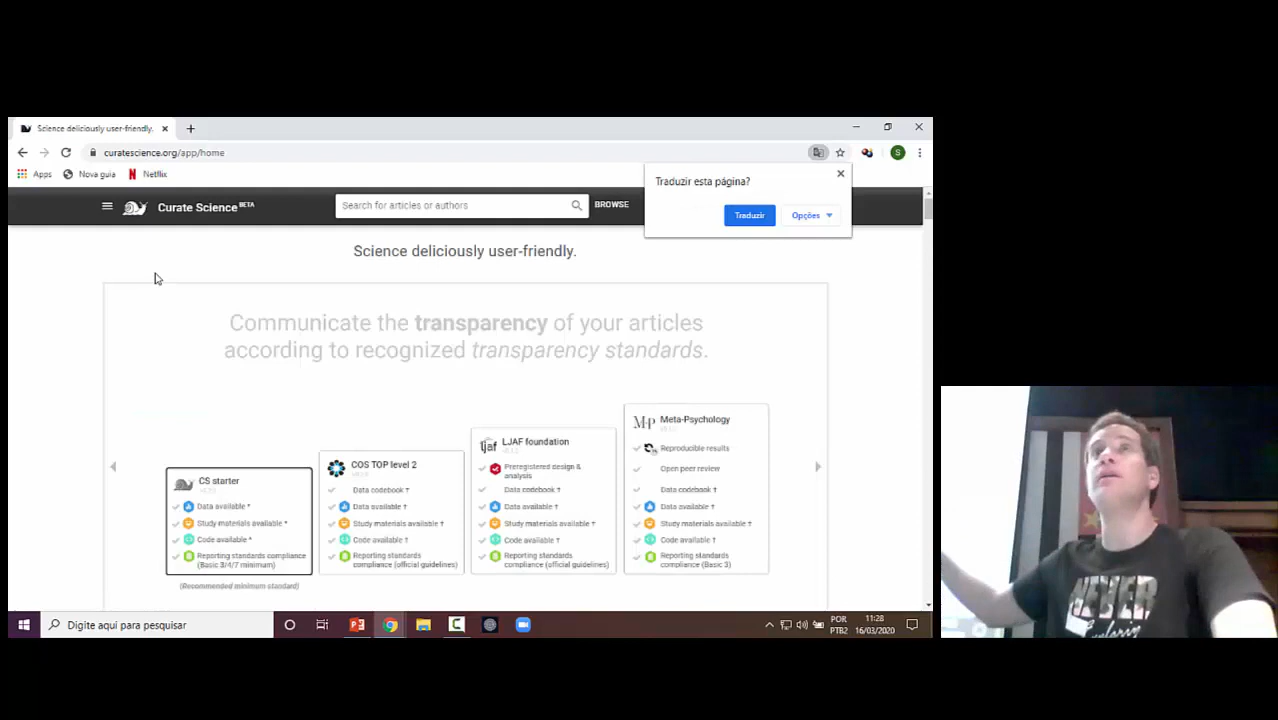 Science deliciously user-friendly.
curatescience.org/app/home
Apps Nova guia Netflix
S
Traduzir esta página?
Traduzir Opções
Curate Science BETA
Search for articles or authors
BROWSE
Science deliciously user-friendly.
Communicate the transparency of your articles
according to recognized transparency standards.
CS starter
Data available *
Study materials available *
Code available *
Reporting standards compliance
(Basic 3/4/7 minimum)
(Recommended minimum standard)
COS TOP level 2
Data codebook †
Data available †
Study materials available †
Code available †
Reporting standards
compliance (official guidelines)
ljaf
LJAF foundation
Preregistered design &
analysis
Data codebook †
Data available †
Study materials available †
Code available †
Reporting standards
compliance (official guidelines)
M-P
Meta-Psychology
Reproducible results
Open peer review
Data codebook †
Data available †
Study materials available †
Code available †
Reporting standards
compliance (Basic 3)
Digite aqui para pesquisar
POR
PTB2
11:28
16/03/2020
NEVER